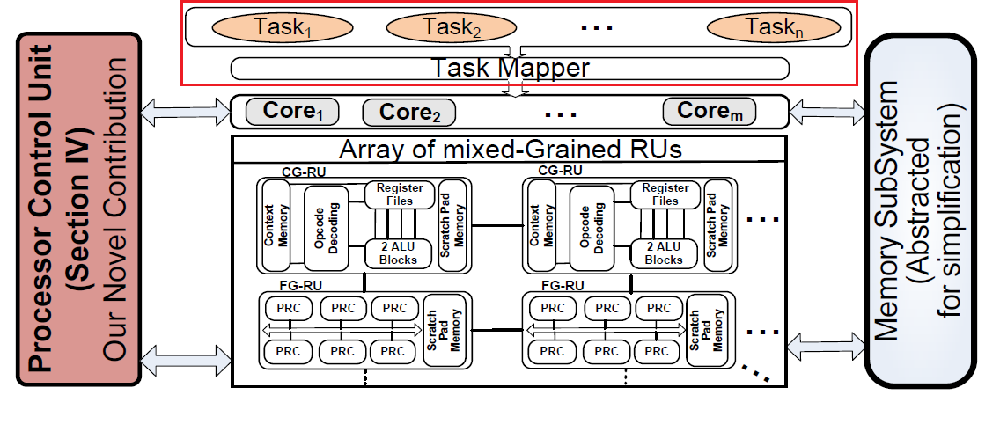 Task1
Task2
...
Taskn
Task Mapper
Core1
Core2
...
Corem
Processor Control Unit
(Section IV)
Our Novel Contribution
Memory SubSystem
(Abstracted
for simplification)
Array of mixed-Grained RUs
CG-RU
Context
Memory
Opcode
Decoding
Register
Files
2 ALU
Blocks
Scratch Pad
Memory
CG-RU
Context
Memory
Opcode
Decoding
Register
Files
2 ALU
Blocks
Scratch Pad
Memory
...
FG-RU
PRC
PRC
PRC
PRC
PRC
PRC
Scratch
Pad
Memory
FG-RU
PRC
PRC
PRC
PRC
PRC
PRC
Scratch
Pad
Memory
...